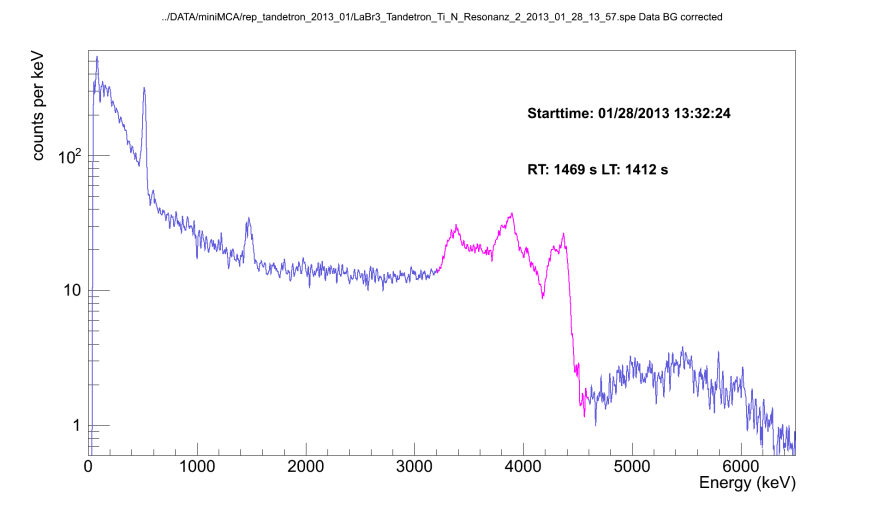 ../DATA/miniMCA/rep_tandetron_2013_01/LaBr3_Tandetron_Ti_N_Resonanz_2_2013_01_28_13_57.spe Data BG corrected
counts per keV
Starttime: 01/28/2013 13:32:24
RT: 1469 s LT: 1412 s
10²
10
1
0 1000 2000 3000 4000 5000 6000
Energy (keV)